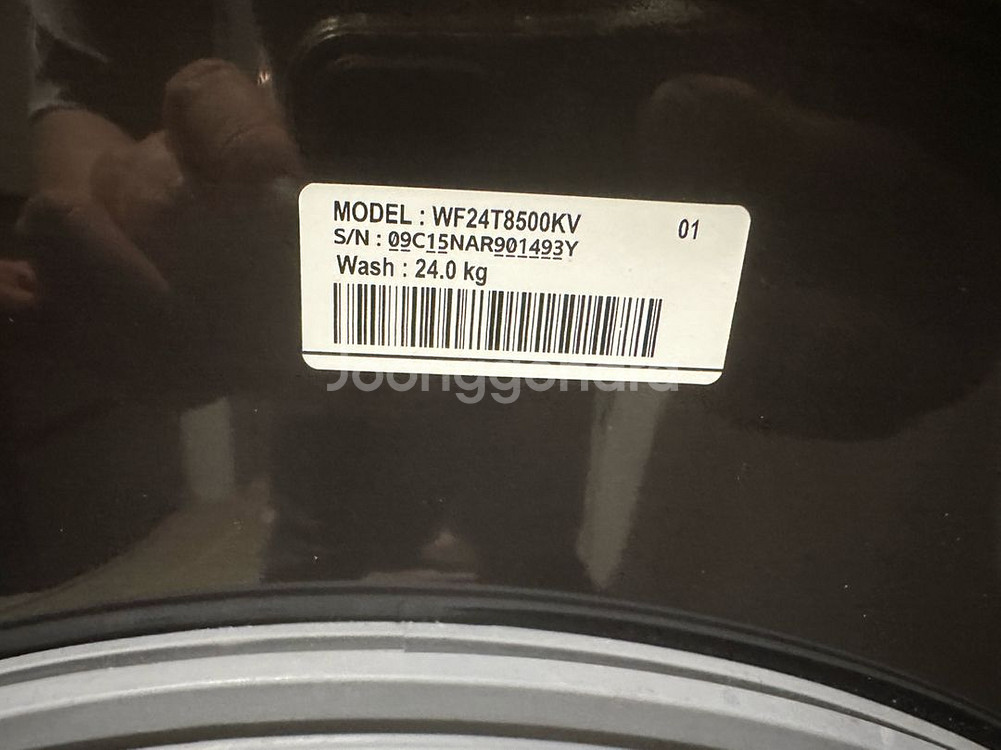 MODEL : WF24T8500KV
01
S/N : 09C15NAR901493Y
Wash : 24.0 kg
Joonggonara